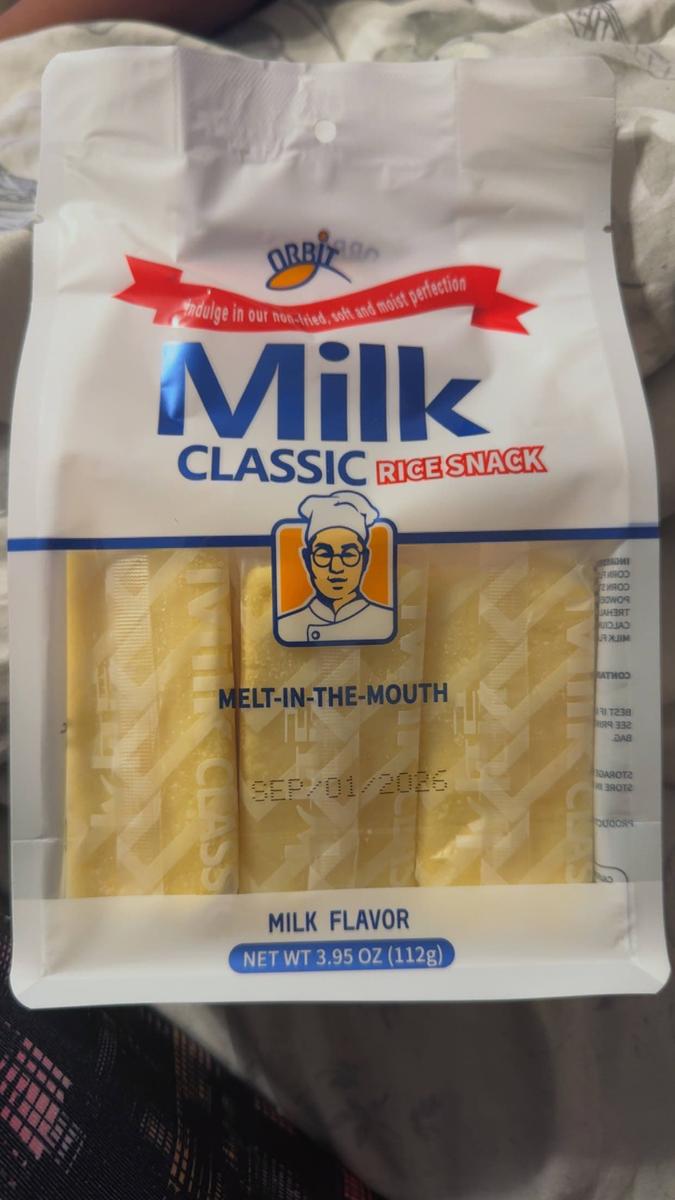 ORBIT
Indulge in our non-fried, soft and moist perfection
Milk
CLASSIC RICE SNACK
MELT-IN-THE-MOUTH
SEP/01/2026
MILK FLAVOR
NET WT 3.95 OZ (112g)